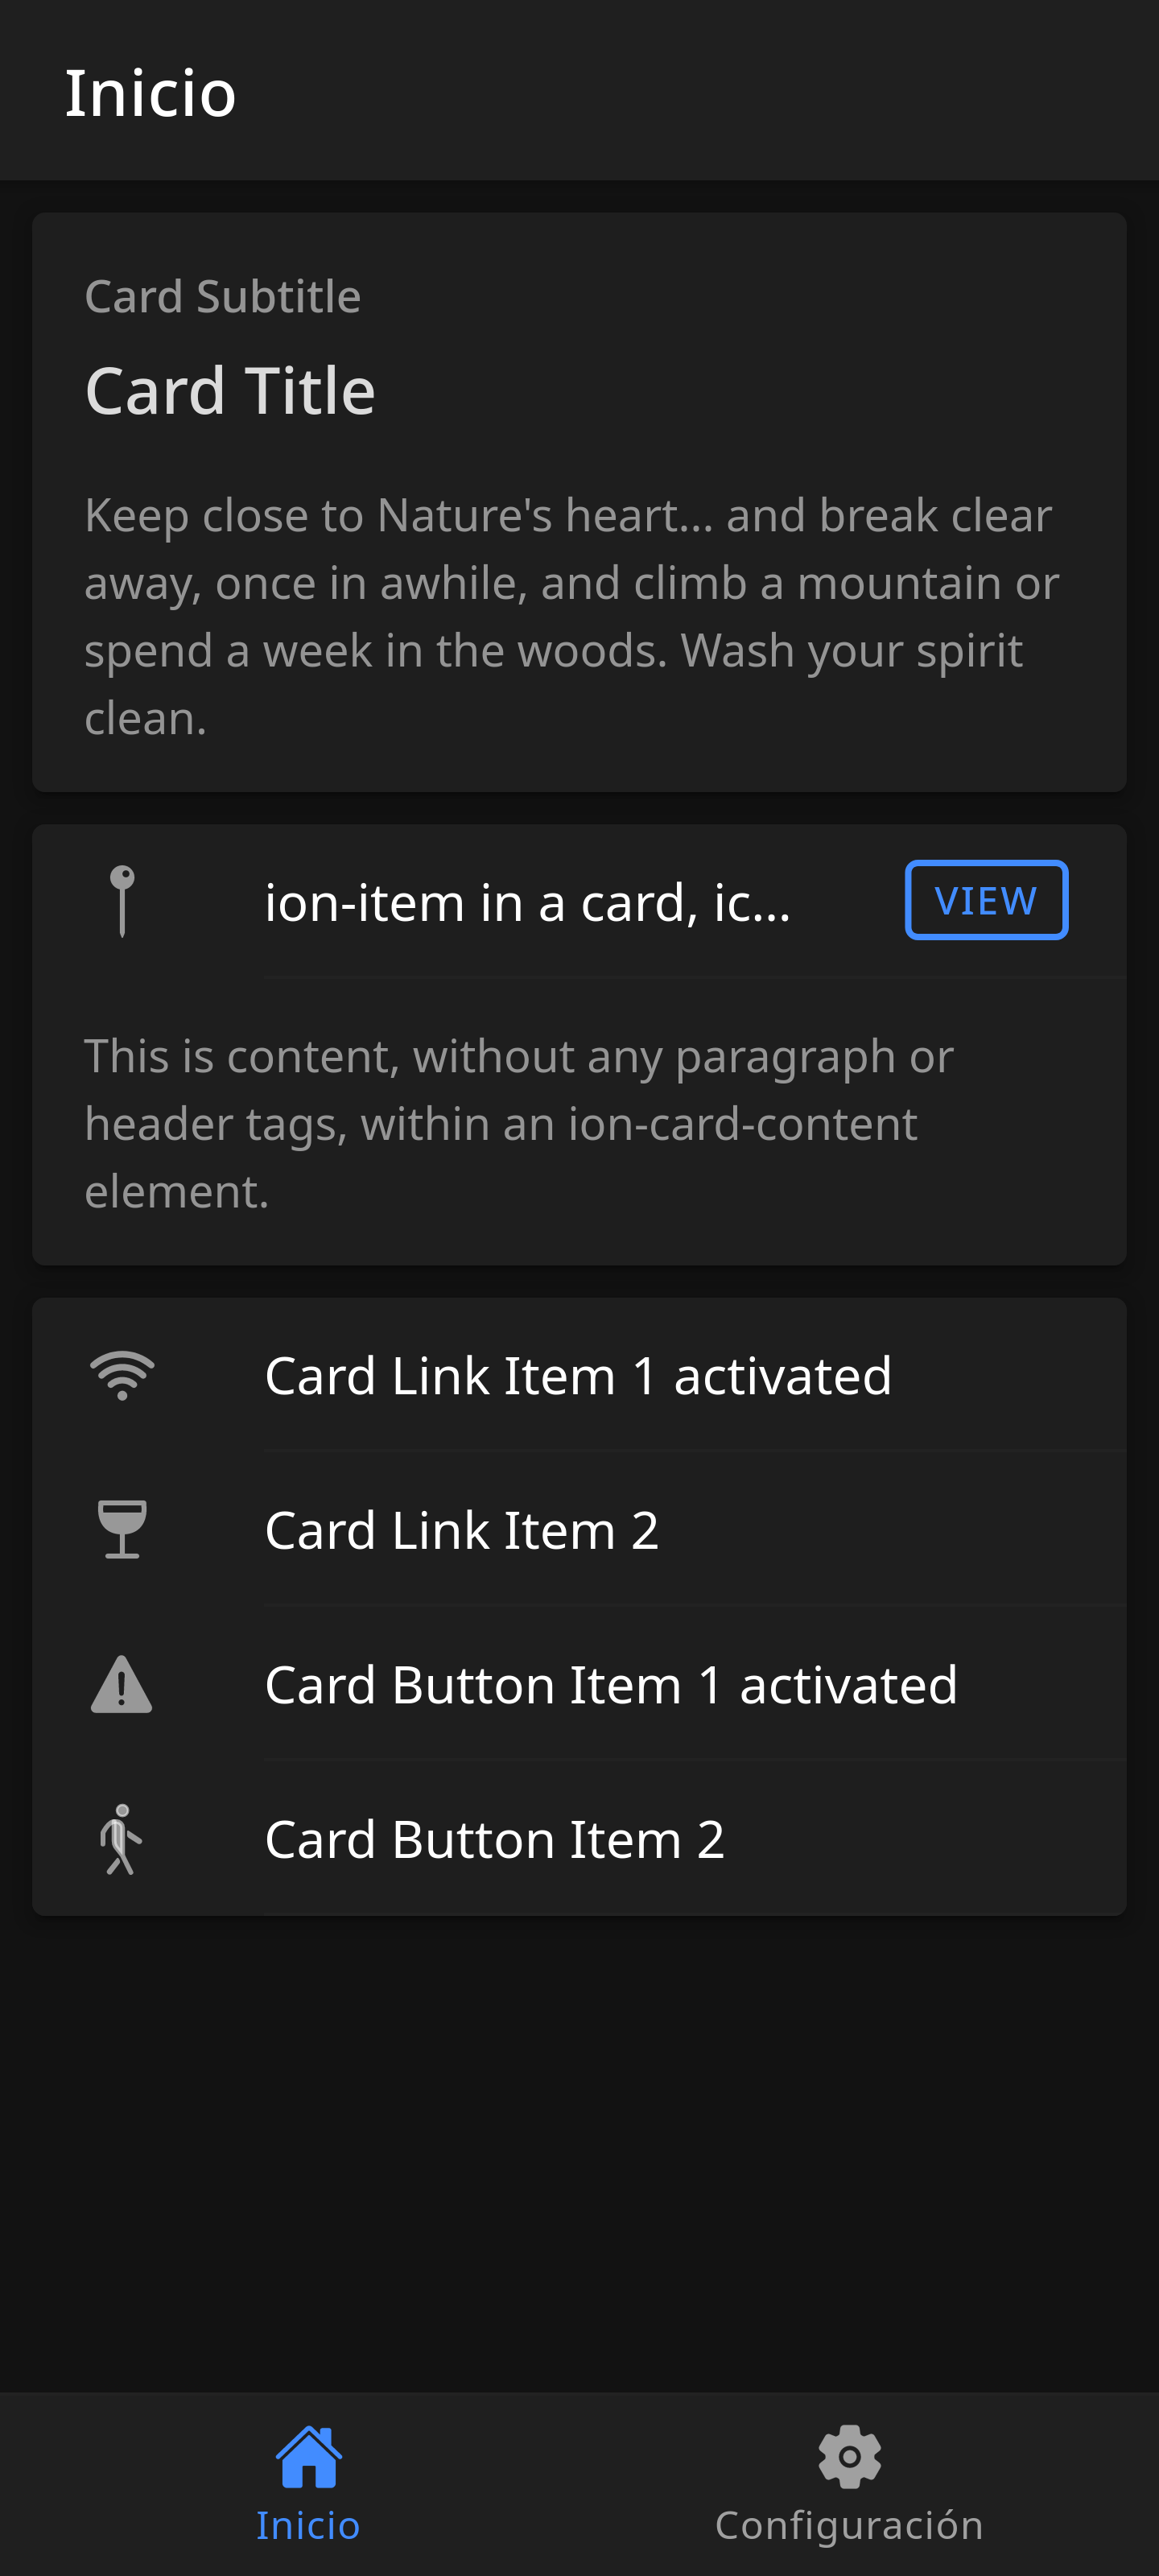 Inicio
Card Subtitle
Card Title
Keep close to Nature's heart... and break clear
away, once in awhile, and climb a mountain or
spend a week in the woods. Wash your spirit
clean.
ion-item in a card, ic...
VIEW
This is content, without any paragraph or
header tags, within an ion-card-content
element.
Card Link Item 1 activated
Card Link Item 2
Card Button Item 1 activated
Card Button Item 2
Inicio
Configuración